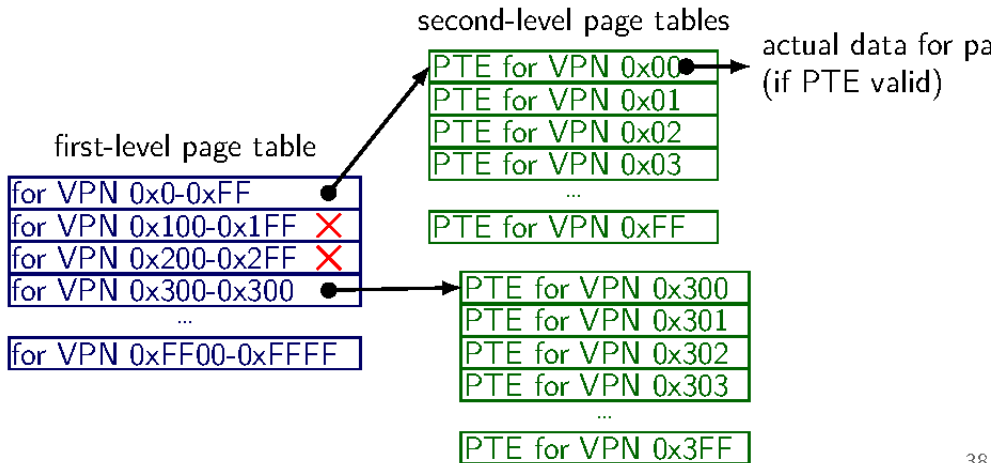 second-level page tables
PTE for VPN 0x00
PTE for VPN 0x01
PTE for VPN 0x02
PTE for VPN 0x03
...
PTE for VPN 0xFF
actual data for pa
(if PTE valid)
first-level page table
for VPN 0x0-0xFF
for VPN 0x100-0x1FF
for VPN 0x200-0x2FF
for VPN 0x300-0x300
...
for VPN 0xFF00-0xFFFF
PTE for VPN 0x300
PTE for VPN 0x301
PTE for VPN 0x302
PTE for VPN 0x303
...
PTE for VPN 0x3FF
38